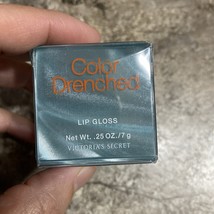 Color
Drenched
LIP GLOSS
Net Wt. .25 OZ./7 g
VICTORIA'S SECRET